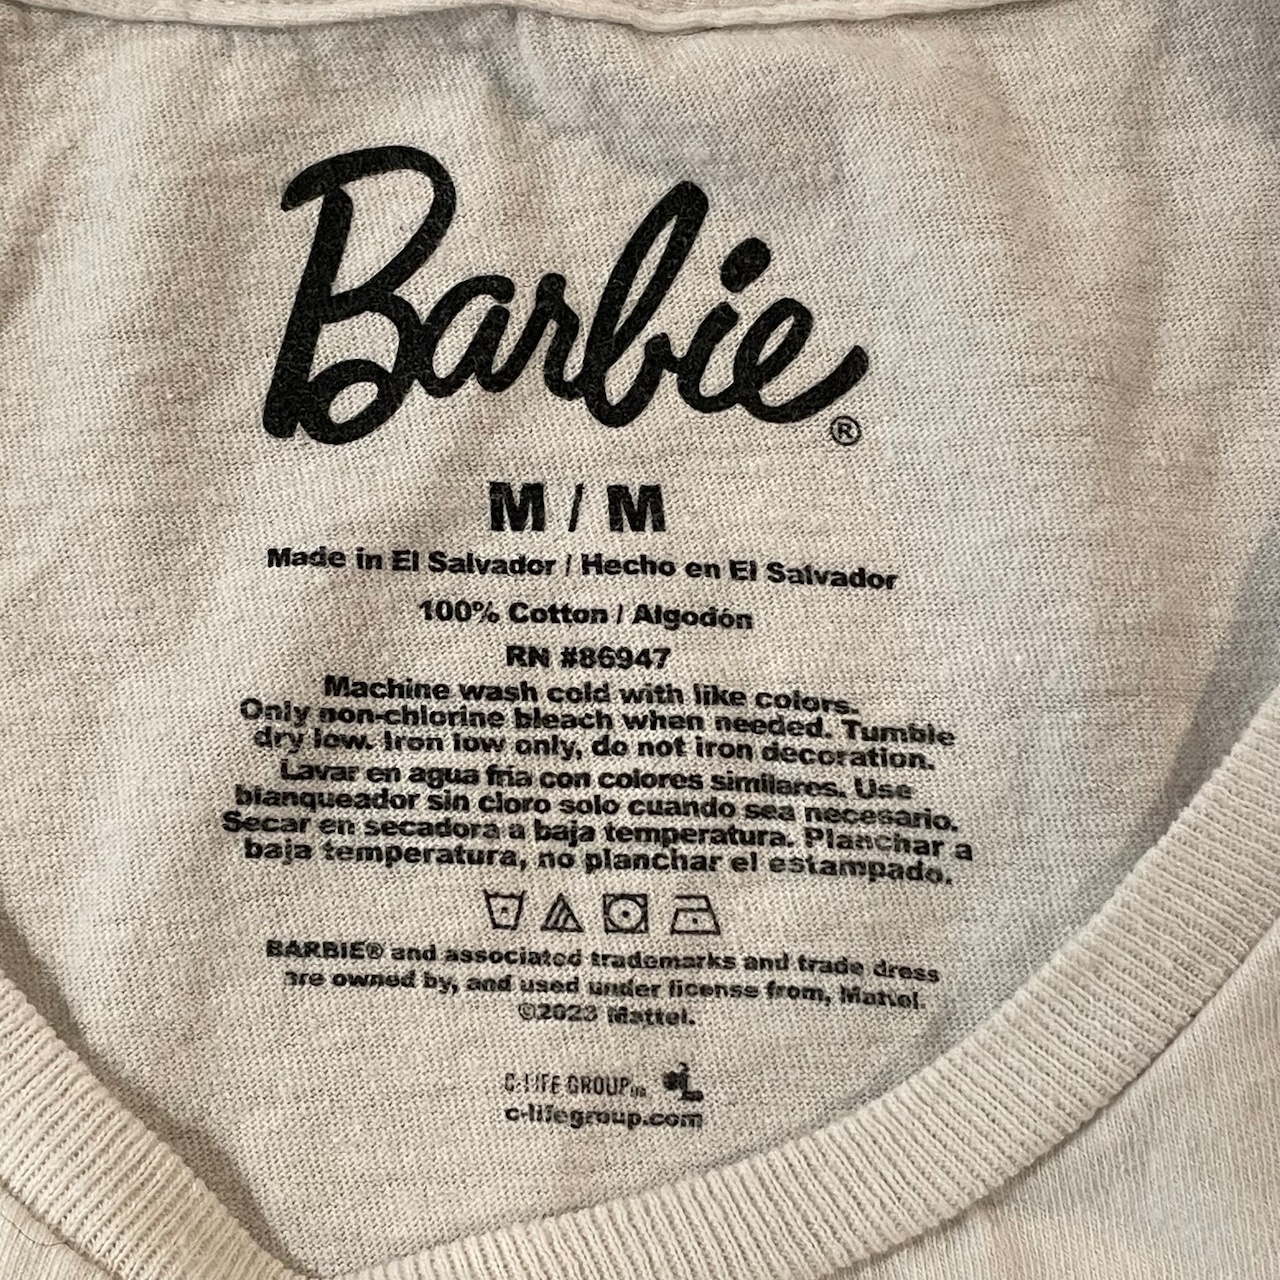 Barbie®
M / M
Made in El Salvador / Hecho en El Salvador
100% Cotton / Algodón
RN #86947
Machine wash cold with like colors.
Only non-chlorine bleach when needed. Tumble
dry low. Iron low only, do not iron decoration.
Lavar en agua fría con colores similares. Use
blanqueador sin cloro solo cuando sea necesario.
Secar en secadora a baja temperatura. Planchar a
baja temperatura, no planchar el estampado.
BARBIE® and associated trademarks and trade dress
are owned by, and used under license from, Mattel.
©2023 Mattel.
C-LIFE GROUP
c-lifegroup.com